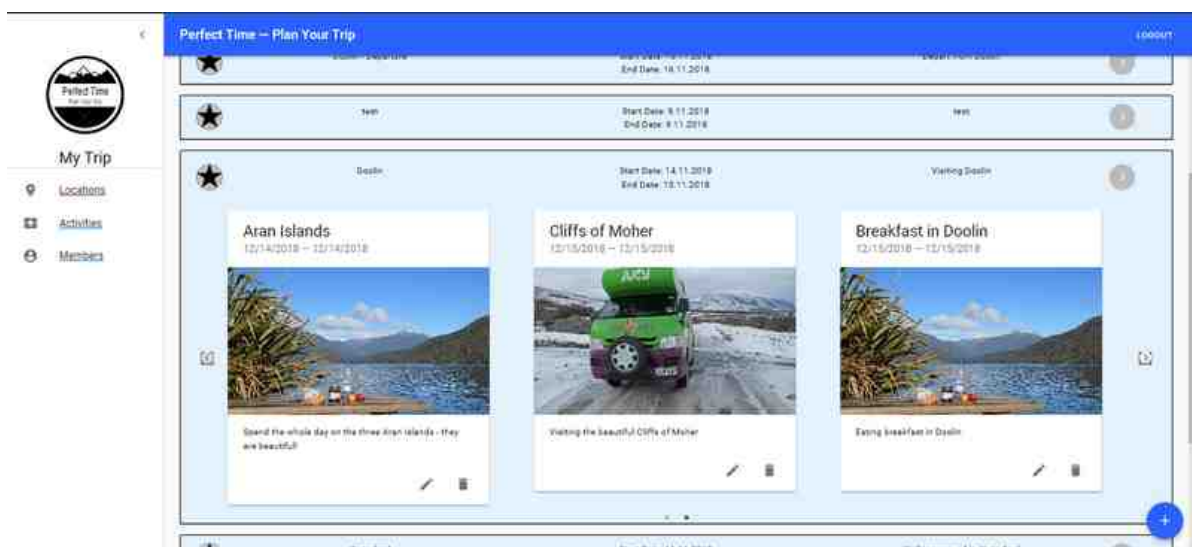 Perfect Time — Plan Your Trip
LOGOUT
Perfect Time
My Trip
Locations
Activities
Members
End Date: 16.11.2018
test
Start Date: 9.11.2018
test
End Date: 9.11.2018
Doolin
Start Date: 14.11.2018
Visiting Doolin
End Date: 15.11.2018
Aran Islands
12/14/2018 — 12/14/2018
Spend the whole day on the three Aran Islands - they
are beautiful!
Cliffs of Moher
12/15/2018 — 12/15/2018
JUCY
Visiting the beautiful Cliffs of Moher
Breakfast in Doolin
12/15/2018 — 12/15/2018
Eating breakfast in Doolin